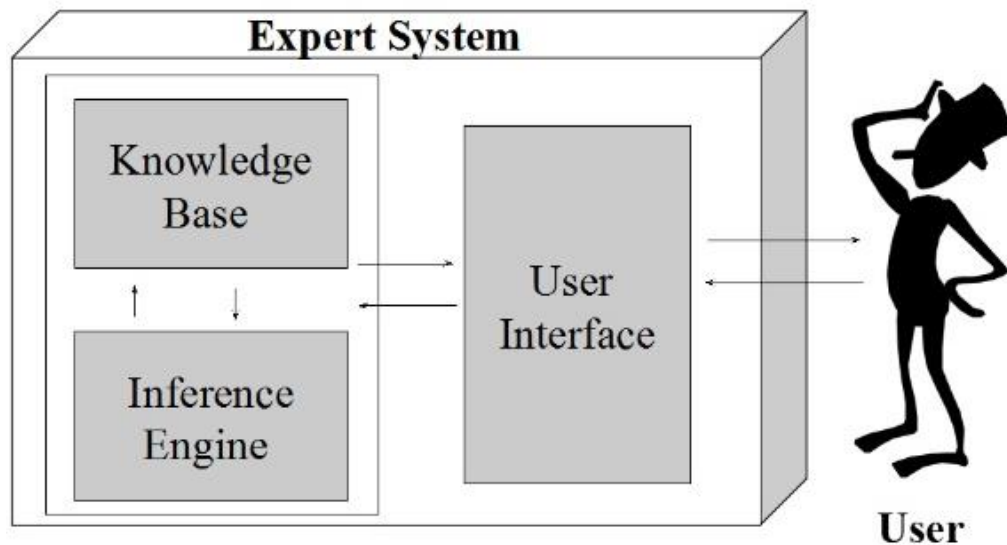 Expert System
Knowledge
Base
User
Interface
Inference
Engine
User